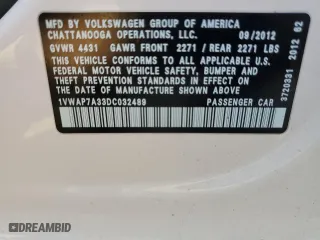 MFD BY VOLKSWAGEN GROUP OF AMERICA
CHATTANOOGA OPERATIONS, LLC. 09/2012
GVWR 4431 GAWR FRONT 2271 / REAR 2271 LBS
THIS VEHICLE CONFORMS TO ALL APPLICABLE U.S.
FEDERAL MOTOR VEHICLE SAFETY, BUMPER AND
THEFT PREVENTION STANDARDS IN EFFECT ON THE
DATE OF MANUFACTURE SHOWN ABOVE.
1VWAP7A33DC032489 PASSENGER CAR
3720331 2012 62
AUTOBIDMASTER